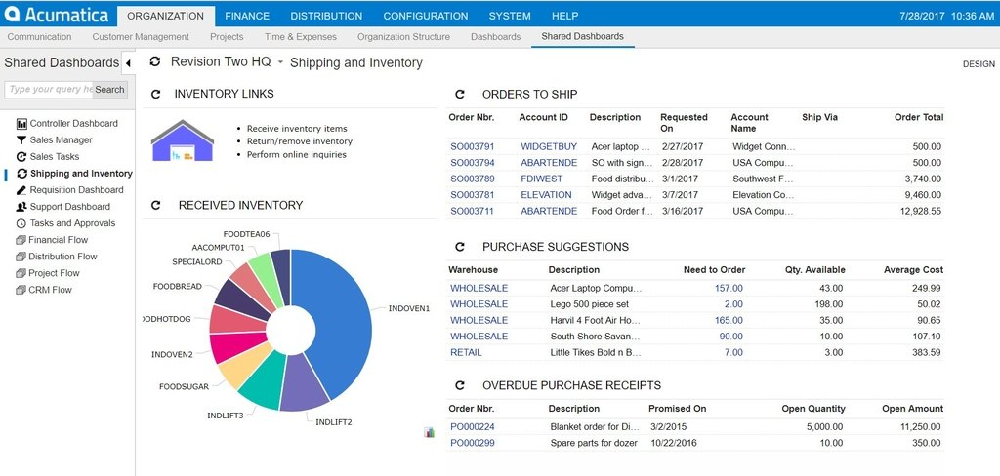 Acumatica ORGANIZATION FINANCE DISTRIBUTION CONFIGURATION SYSTEM HELP 7/28/2017 10:36 AM
Communication Customer Management Projects Time & Expenses Organization Structure Dashboards Shared Dashboards
Shared Dashboards
Type your query he Search
Controller Dashboard
Sales Manager
Sales Tasks
Shipping and Inventory
Requisition Dashboard
Support Dashboard
Tasks and Approvals
Financial Flow
Distribution Flow
Project Flow
CRM Flow
Revision Two HQ Shipping and Inventory DESIGN
INVENTORY LINKS
• Receive inventory items
• Return/remove inventory
• Perform online inquiries
RECEIVED INVENTORY
FOODTEA06
AACOMPUT01
SPECIALORD
FOODBREAD
OODHOTDOG
INDOVEN2
FOODSUGAR
INDLIFT3
INDLIFT2
INDOVEN1
ORDERS TO SHIP
Order Nbr. Account ID Description Requested On Account Name Ship Via Order Total
SO003791 WIDGETBUY Acer laptop ... 2/27/2017 Widget Conn... 500.00
SO003794 ABARTENDE SO with sign... 2/28/2017 USA Compu... 500.00
SO003789 FDIWEST Food distribu... 3/1/2017 Southwest F... 3,740.00
SO003781 ELEVATION Widget adva... 3/7/2017 Elevation Co... 9,460.00
SO003711 ABARTENDE Food Order f... 3/16/2017 USA Compu... 12,928.55
PURCHASE SUGGESTIONS
Warehouse Description Need to Order Qty. Available Average Cost
WHOLESALE Acer Laptop Compu... 157.00 43.00 249.99
WHOLESALE Lego 500 piece set 2.00 198.00 50.02
WHOLESALE Harvil 4 Foot Air Ho... 165.00 35.00 90.65
WHOLESALE South Shore Savan... 90.00 10.00 107.10
RETAIL Little Tikes Bold n B... 7.00 3.00 383.59
OVERDUE PURCHASE RECEIPTS
Order Nbr. Description Promised On Open Quantity Open Amount
PO000224 Blanket order for Di... 3/2/2015 5,000.00 11,250.00
PO000299 Spare parts for dozer 10/22/2016 10.00 350.00